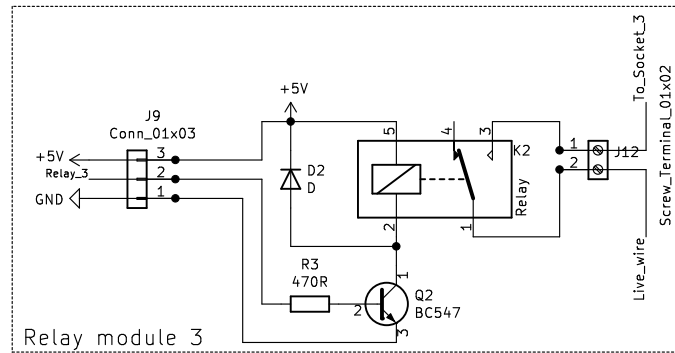 +5V
J9
Conn_01x03
+5V
3
Relay_3
2
GND
1
D2
D
5
4
3
K2
Relay
2
1
R3
470R
1
Q2
2
BC547
3
1
J12
2
To_Socket_3
Live_wire
Screw_Terminal_01x02
Relay module 3